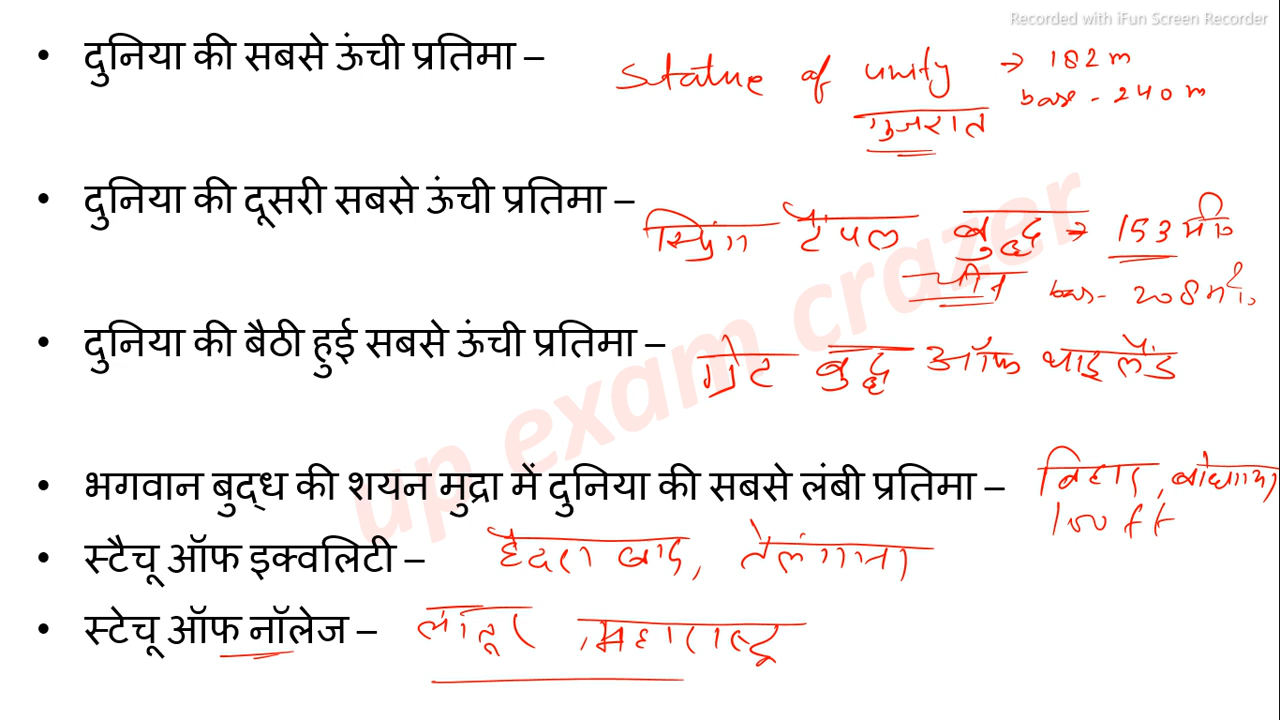 Recorded with iFun Screen Recorder
• दुनिया की सबसे ऊंची प्रतिमा – Statue of unity → 182 m
base - 240 m
गुजरात
• दुनिया की दूसरी सबसे ऊंची प्रतिमा – स्प्रिंग टैंपल बुद्ध → 153 मी०
चीन base - 208 मी०
• दुनिया की बैठी हुई सबसे ऊंची प्रतिमा – ग्रेट बुद्ध ऑफ थाइलैंड
up exam crazer
• भगवान बुद्ध की शयन मुद्रा में दुनिया की सबसे लंबी प्रतिमा – बिहार, बोधगया
100 ft
• स्टैचू ऑफ इक्वलिटी – हैदराबाद, तेलंगाना
• स्टेचू ऑफ नॉलेज – लातूर, महाराष्ट्र